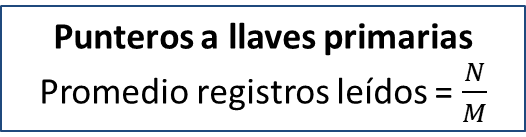 Punteros a llaves primarias
Promedio registros leídos = N/M